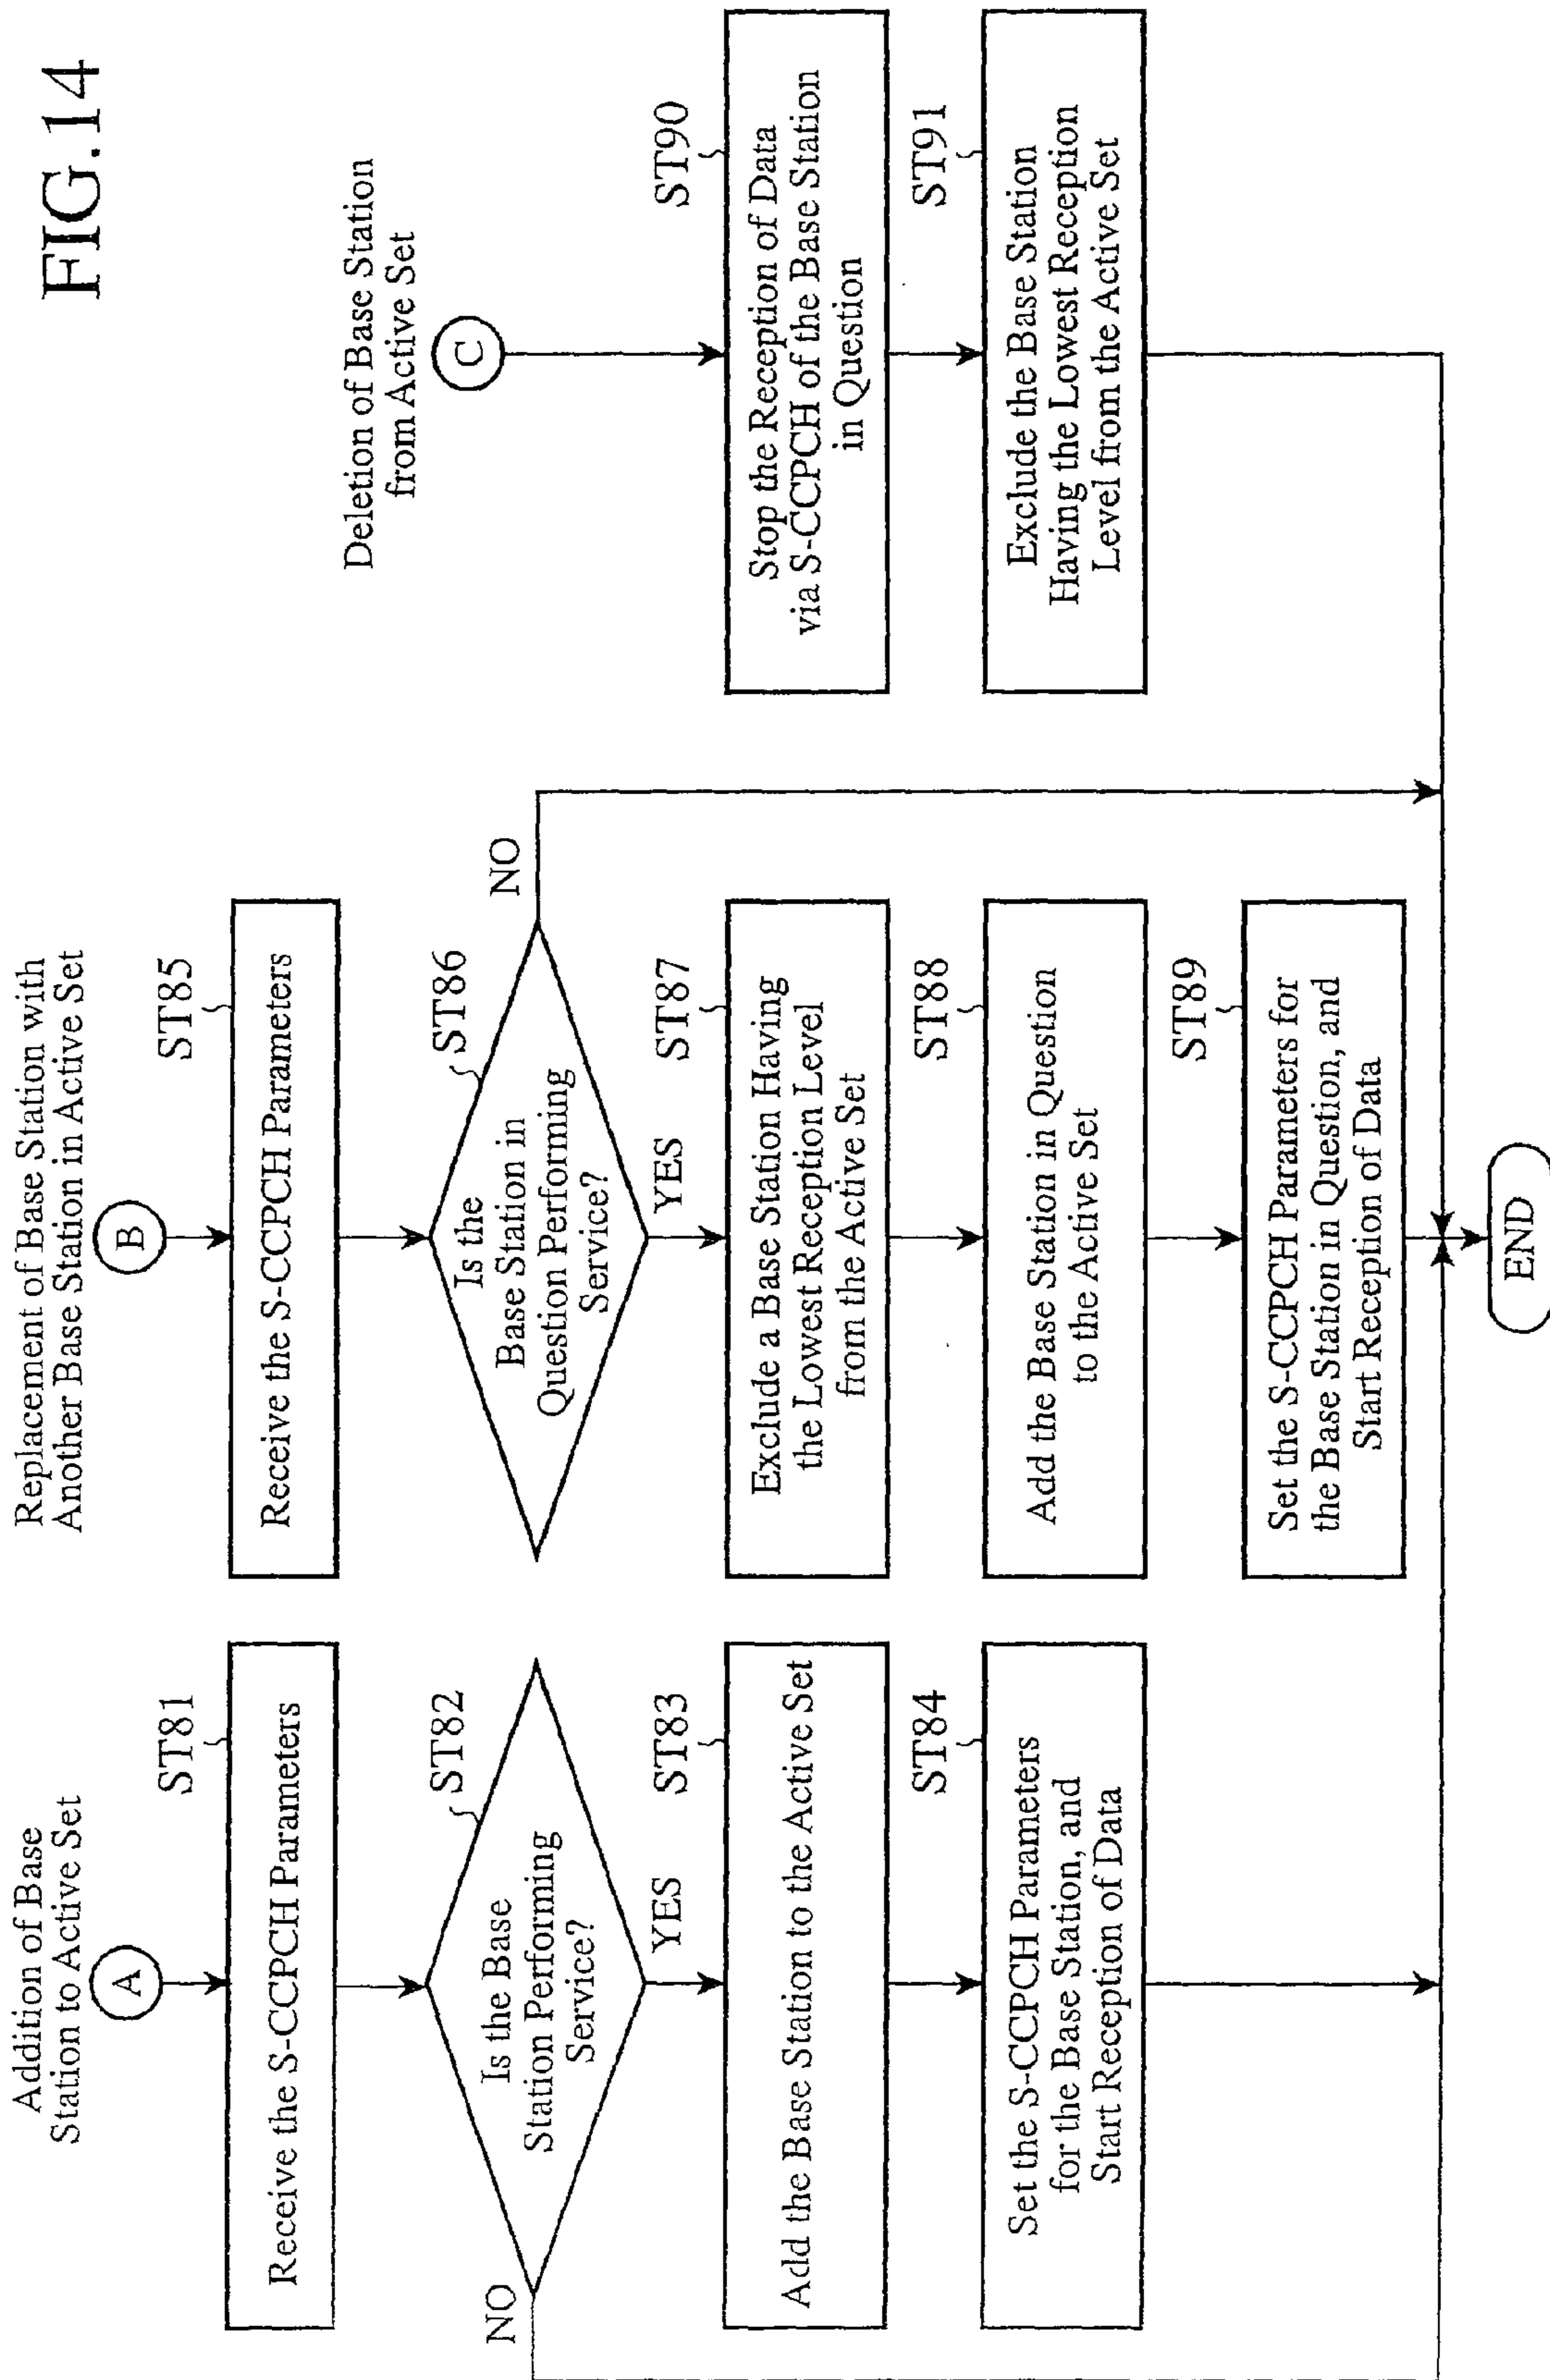 FIG.14
Addition of Base
Station to Active Set
A
ST81
Receive the S-CCPCH Parameters
ST82
Is the Base
Station Performing
Service?
NO
YES
ST83
Add the Base Station to the Active Set
ST84
Set the S-CCPCH Parameters
for the Base Station, and
Start Reception of Data
Replacement of Base Station with
Another Base Station in Active Set
B
ST85
Receive the S-CCPCH Parameters
ST86
Is the
Base Station in
Question Performing
Service?
NO
YES
ST87
Exclude a Base Station Having
the Lowest Reception Level
from the Active Set
ST88
Add the Base Station in Question
to the Active Set
ST89
Set the S-CCPCH Parameters for
the Base Station in Question, and
Start Reception of Data
Deletion of Base Station
from Active Set
C
ST90
Stop the Reception of Data
via S-CCPCH of the Base Station
in Question
ST91
Exclude the Base Station
Having the Lowest Reception
Level from the Active Set
END